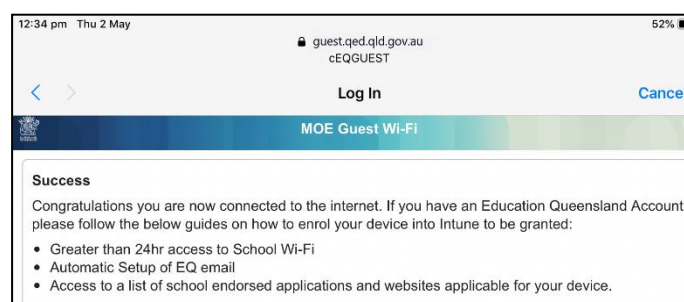 12:34 pm Thu 2 May 52%
guest.qed.qld.gov.au
cEQGUEST
Log In Cance
MOE Guest Wi-Fi
Success
Congratulations you are now connected to the internet. If you have an Education Queensland Account
please follow the below guides on how to enrol your device into Intune to be granted:
• Greater than 24hr access to School Wi-Fi
• Automatic Setup of EQ email
• Access to a list of school endorsed applications and websites applicable for your device.